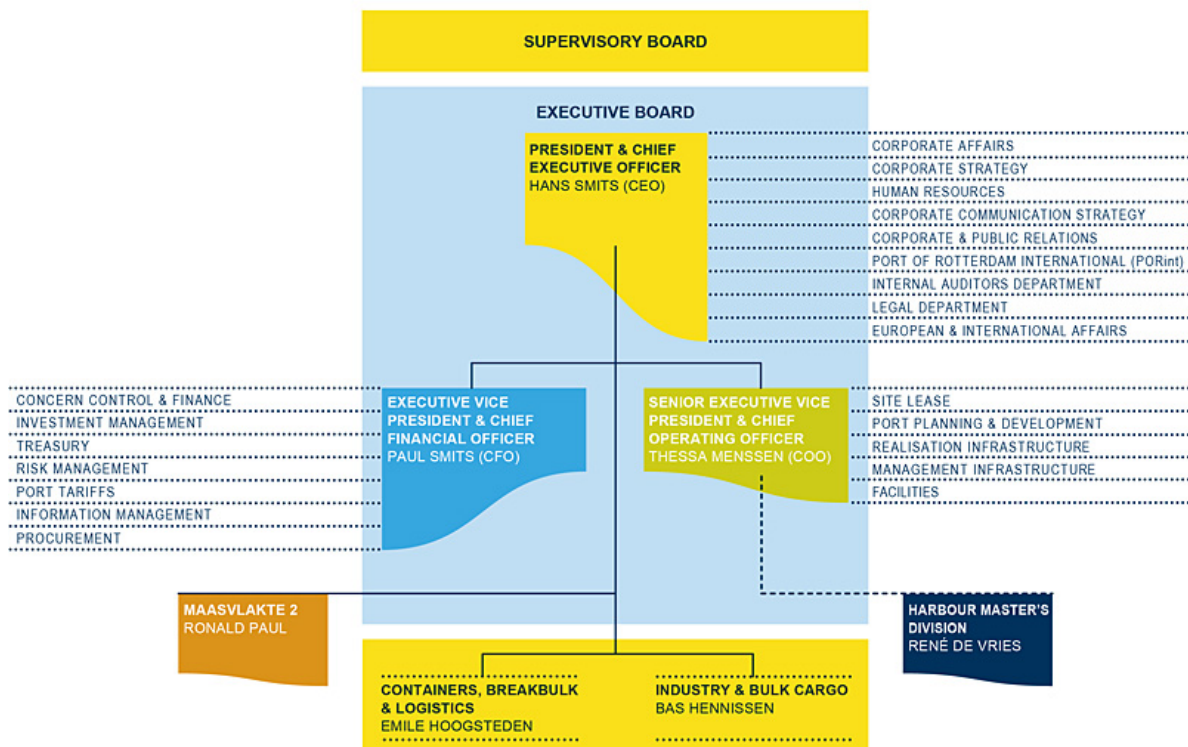 SUPERVISORY BOARD
EXECUTIVE BOARD
PRESIDENT & CHIEF
EXECUTIVE OFFICER
HANS SMITS (CEO)
CORPORATE AFFAIRS
CORPORATE STRATEGY
HUMAN RESOURCES
CORPORATE COMMUNICATION STRATEGY
CORPORATE & PUBLIC RELATIONS
PORT OF ROTTERDAM INTERNATIONAL (PORint)
INTERNAL AUDITORS DEPARTMENT
LEGAL DEPARTMENT
EUROPEAN & INTERNATIONAL AFFAIRS
CONCERN CONTROL & FINANCE
INVESTMENT MANAGEMENT
TREASURY
RISK MANAGEMENT
PORT TARIFFS
INFORMATION MANAGEMENT
PROCUREMENT
EXECUTIVE VICE
PRESIDENT & CHIEF
FINANCIAL OFFICER
PAUL SMITS (CFO)
SENIOR EXECUTIVE VICE
PRESIDENT & CHIEF
OPERATING OFFICER
THESSA MENSSEN (COO)
SITE LEASE
PORT PLANNING & DEVELOPMENT
REALISATION INFRASTRUCTURE
MANAGEMENT INFRASTRUCTURE
FACILITIES
MAASVLAKTE 2
RONALD PAUL
HARBOUR MASTER'S
DIVISION
RENÉ DE VRIES
CONTAINERS, BREAKBULK
& LOGISTICS
EMILE HOOGSTEDEN
INDUSTRY & BULK CARGO
BAS HENNISSEN